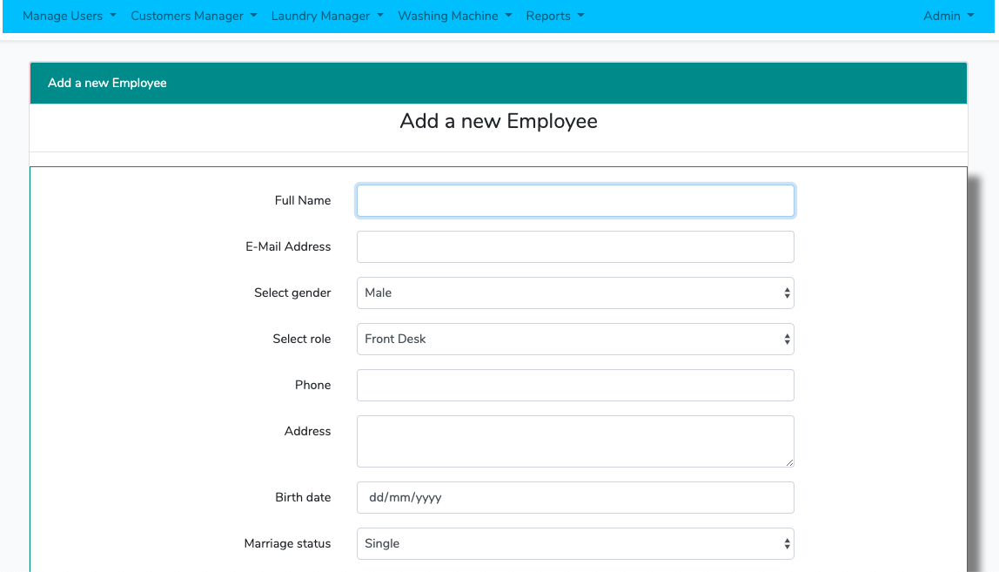 Manage Users Customers Manager Laundry Manager Washing Machine Reports Admin
Add a new Employee
Add a new Employee
Full Name
E-Mail Address
Select gender Male
Select role Front Desk
Phone
Address
Birth date dd/mm/yyyy
Marriage status Single